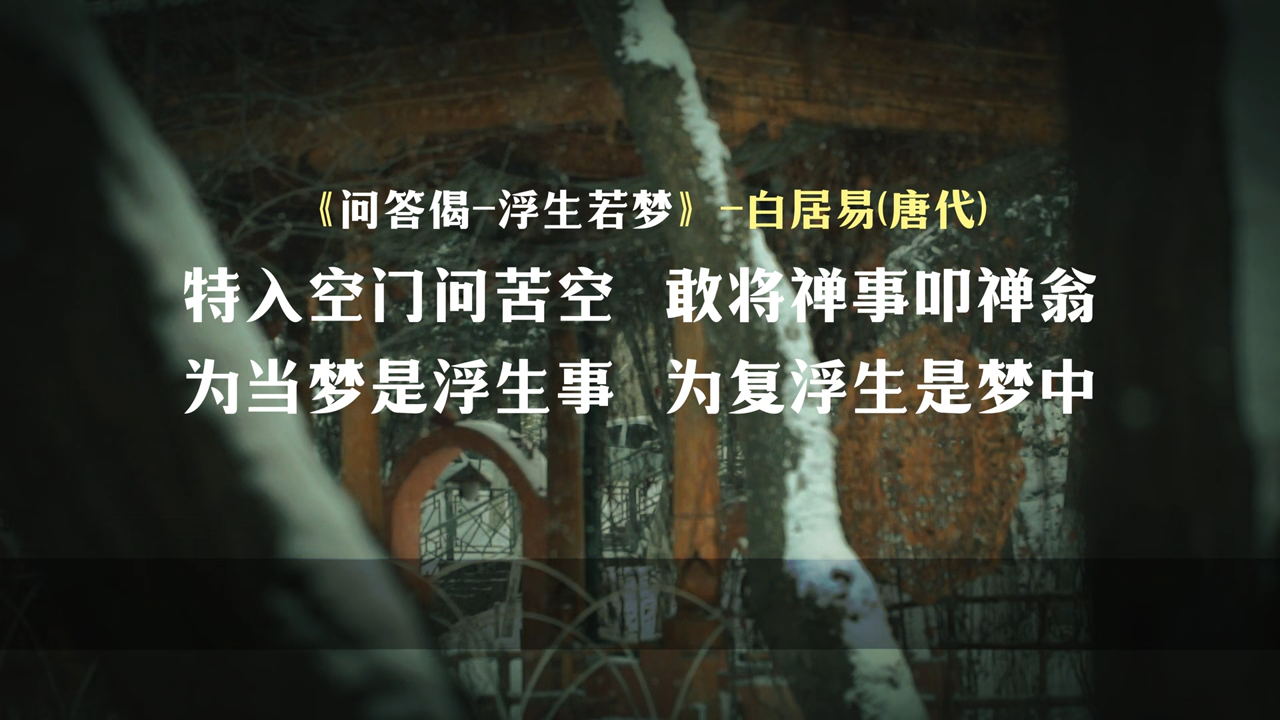 《问答偈-浮生若梦》 -白居易(唐代)
特入空门问苦空 敢将禅事叩禅翁
为当梦是浮生事 为复浮生是梦中